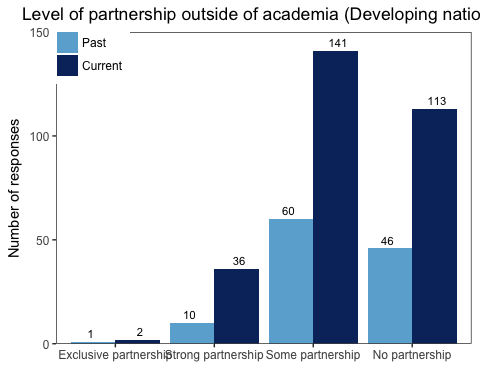 Level of partnership outside of academia (Developing natio
150
Past
Current
141
113
100
Number of responses
60
50
46
36
10
1
2
0
Exclusive partnership
Strong partnership
Some partnership
No partnership